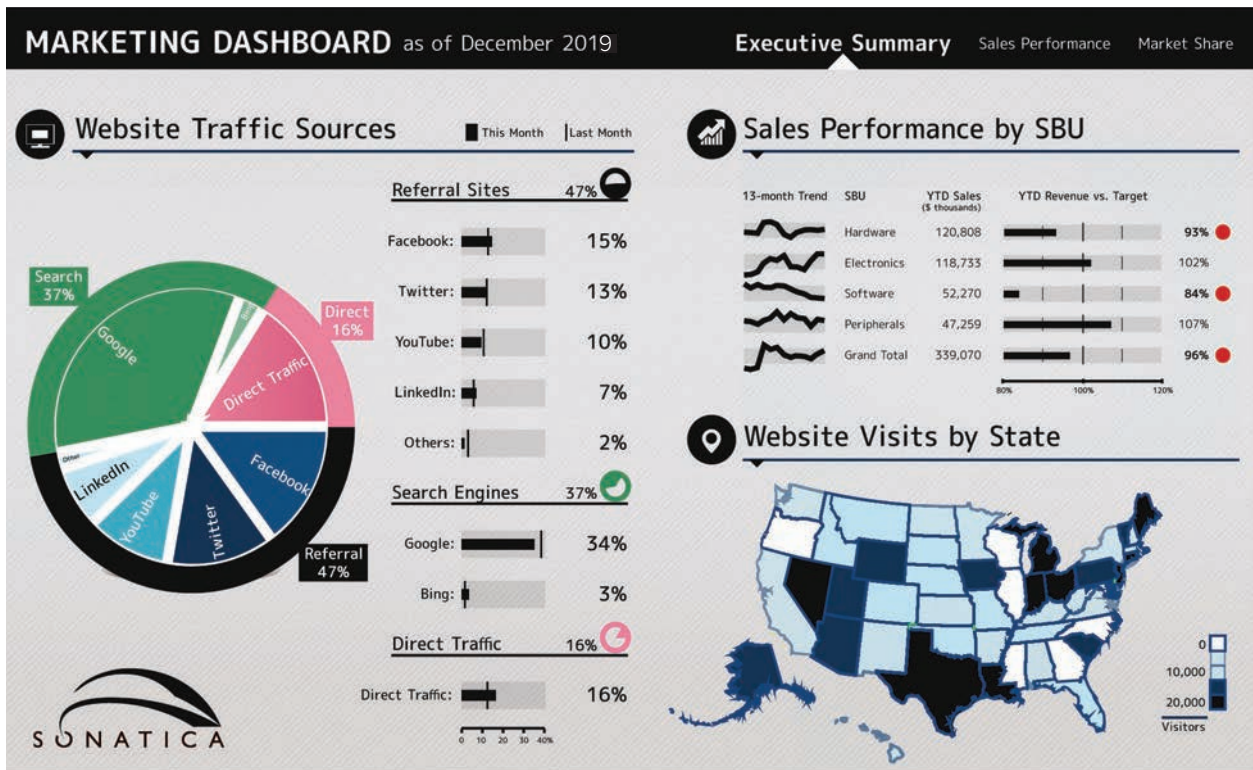 MARKETING DASHBOARD as of December 2019
Executive Summary Sales Performance Market Share
Website Traffic Sources
This Month Last Month
Search
37%
Direct
16%
Referral
47%
Google
Bing
Direct Traffic
Facebook
Twitter
YouTube
LinkedIn
Other
Referral Sites 47%
Facebook: 15%
Twitter: 13%
YouTube: 10%
LinkedIn: 7%
Others: 2%
Search Engines 37%
Google: 34%
Bing: 3%
Direct Traffic 16%
Direct Traffic: 16%
0 10 20 30 40%
SONATICA
Sales Performance by SBU
13-month Trend SBU YTD Sales YTD Revenue vs. Target
($ thousands)
Hardware 120,808 93%
Electronics 118,733 102%
Software 52,270 84%
Peripherals 47,259 107%
Grand Total 339,070 96%
80% 100% 120%
Website Visits by State
0
10,000
20,000
Visitors